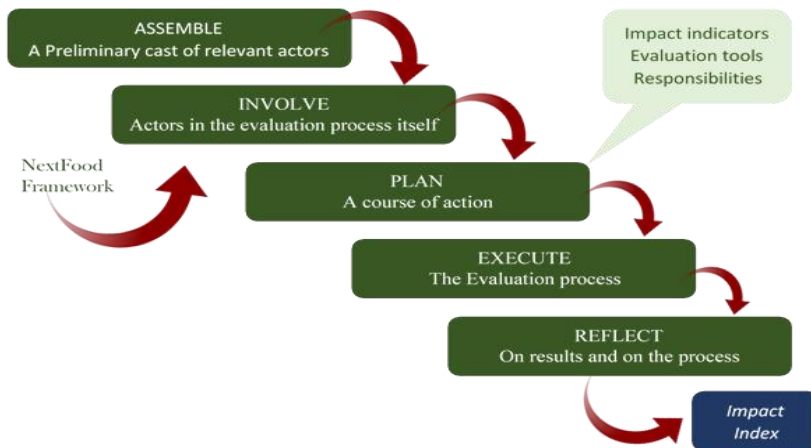 ASSEMBLE
A Preliminary cast of relevant actors
Impact indicators
Evaluation tools
Responsibilities
INVOLVE
Actors in the evaluation process itself
NextFood
Framework
PLAN
A course of action
EXECUTE
The Evaluation process
REFLECT
On results and on the process
Impact
Index